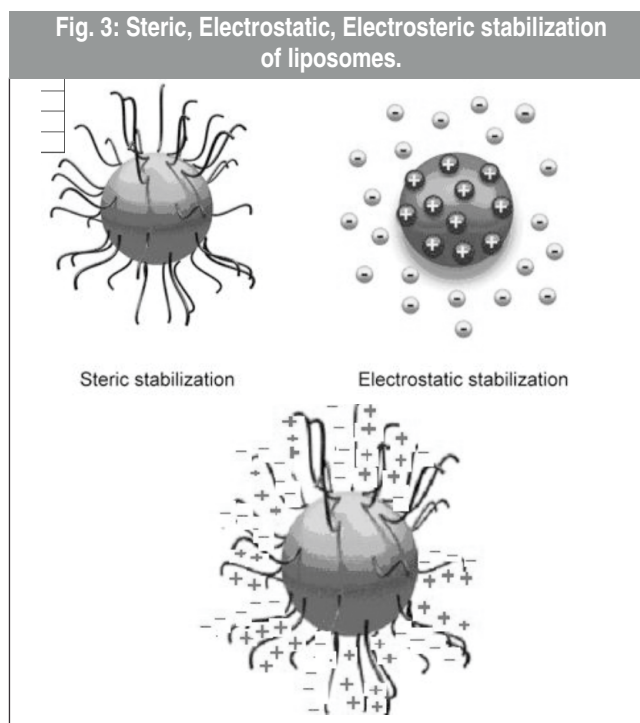 Fig. 3: Steric, Electrostatic, Electrosteric stabilization
of liposomes.
Steric stabilization
Electrostatic stabilization